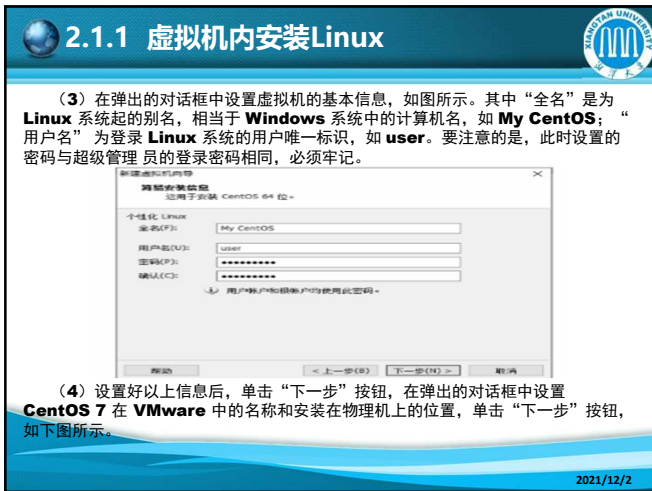 2.1.1 虚拟机内安装Linux
XIANGTAN UNIVERSITY
（3）在弹出的对话框中设置虚拟机的基本信息，如图所示。其中“全名”是为
Linux 系统起的别名，相当于 Windows 系统中的计算机名，如 My CentOS；“
用户名” 为登录 Linux 系统的用户唯一标识，如 user。要注意的是，此时设置的
密码与超级管理 员的登录密码相同，必须牢记。
新建虚拟机向导
简易安装信息
这用于安装 CentOS 64 位。
个性化 Linux
全名(F): My CentOS
用户名(U): user
密码(P): ●●●●●●●●●
确认(C): ●●●●●●●●●
用户帐户和根帐户均使用此密码。
帮助 < 上一步(B) 下一步(N) > 取消
（4）设置好以上信息后，单击“下一步”按钮，在弹出的对话框中设置
CentOS 7 在 VMware 中的名称和安装在物理机上的位置，单击“下一步”按钮，
如下图所示。
2021/12/2